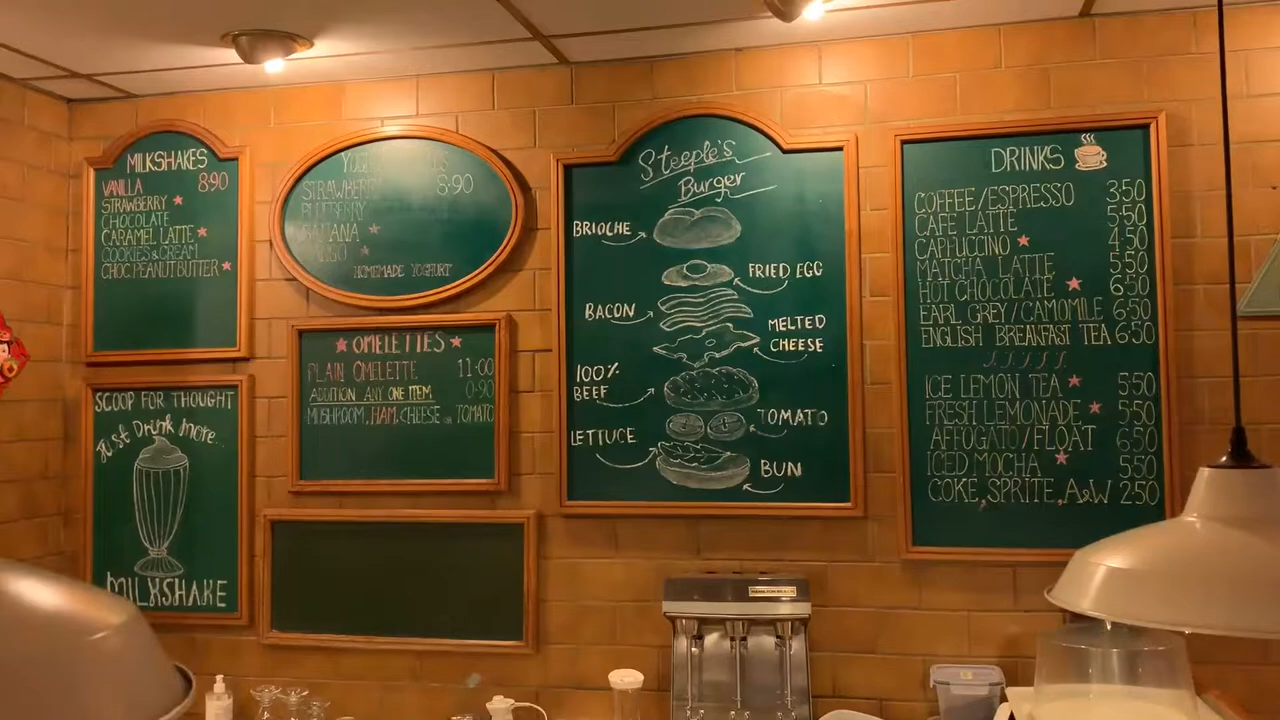 MILKSHAKES
VANILLA 8·90
STRAWBERRY ★
CHOCOLATE
CARAMEL LATTE ★
COOKIES & CREAM
CHOC PEANUT BUTTER ★
SCOOP FOR THOUGHT
Just Drink more...
MILKSHAKE
STRAWBERRY 8·90
BLUEBERRY
BANANA ★
HOMEMADE YOGHURT
★ OMELETTES ★
PLAIN OMELETTE 11·00
ADDITION ANY ONE ITEM 0·90
MUSHROOM, HAM, CHEESE OR TOMATO
Steeple's
Burger
BRIOCHE
FRIED EGG
BACON
MELTED
CHEESE
100%
BEEF
TOMATO
LETTUCE
BUN
DRINKS
COFFEE/ESPRESSO 3·50
CAFE LATTE 5·50
CAPPUCCINO ★ 4·50
MATCHA LATTE 5·50
HOT CHOCOLATE ★ 6·50
EARL GREY/CAMOMILE 6·50
ENGLISH BREAKFAST TEA 6·50
ICE LEMON TEA ★ 5·50
FRESH LEMONADE ★ 5·50
AFFOGATO/FLOAT 6·50
ICED MOCHA ★ 5·50
COKE, SPRITE, A&W 2·50
HAMILTON BEACH